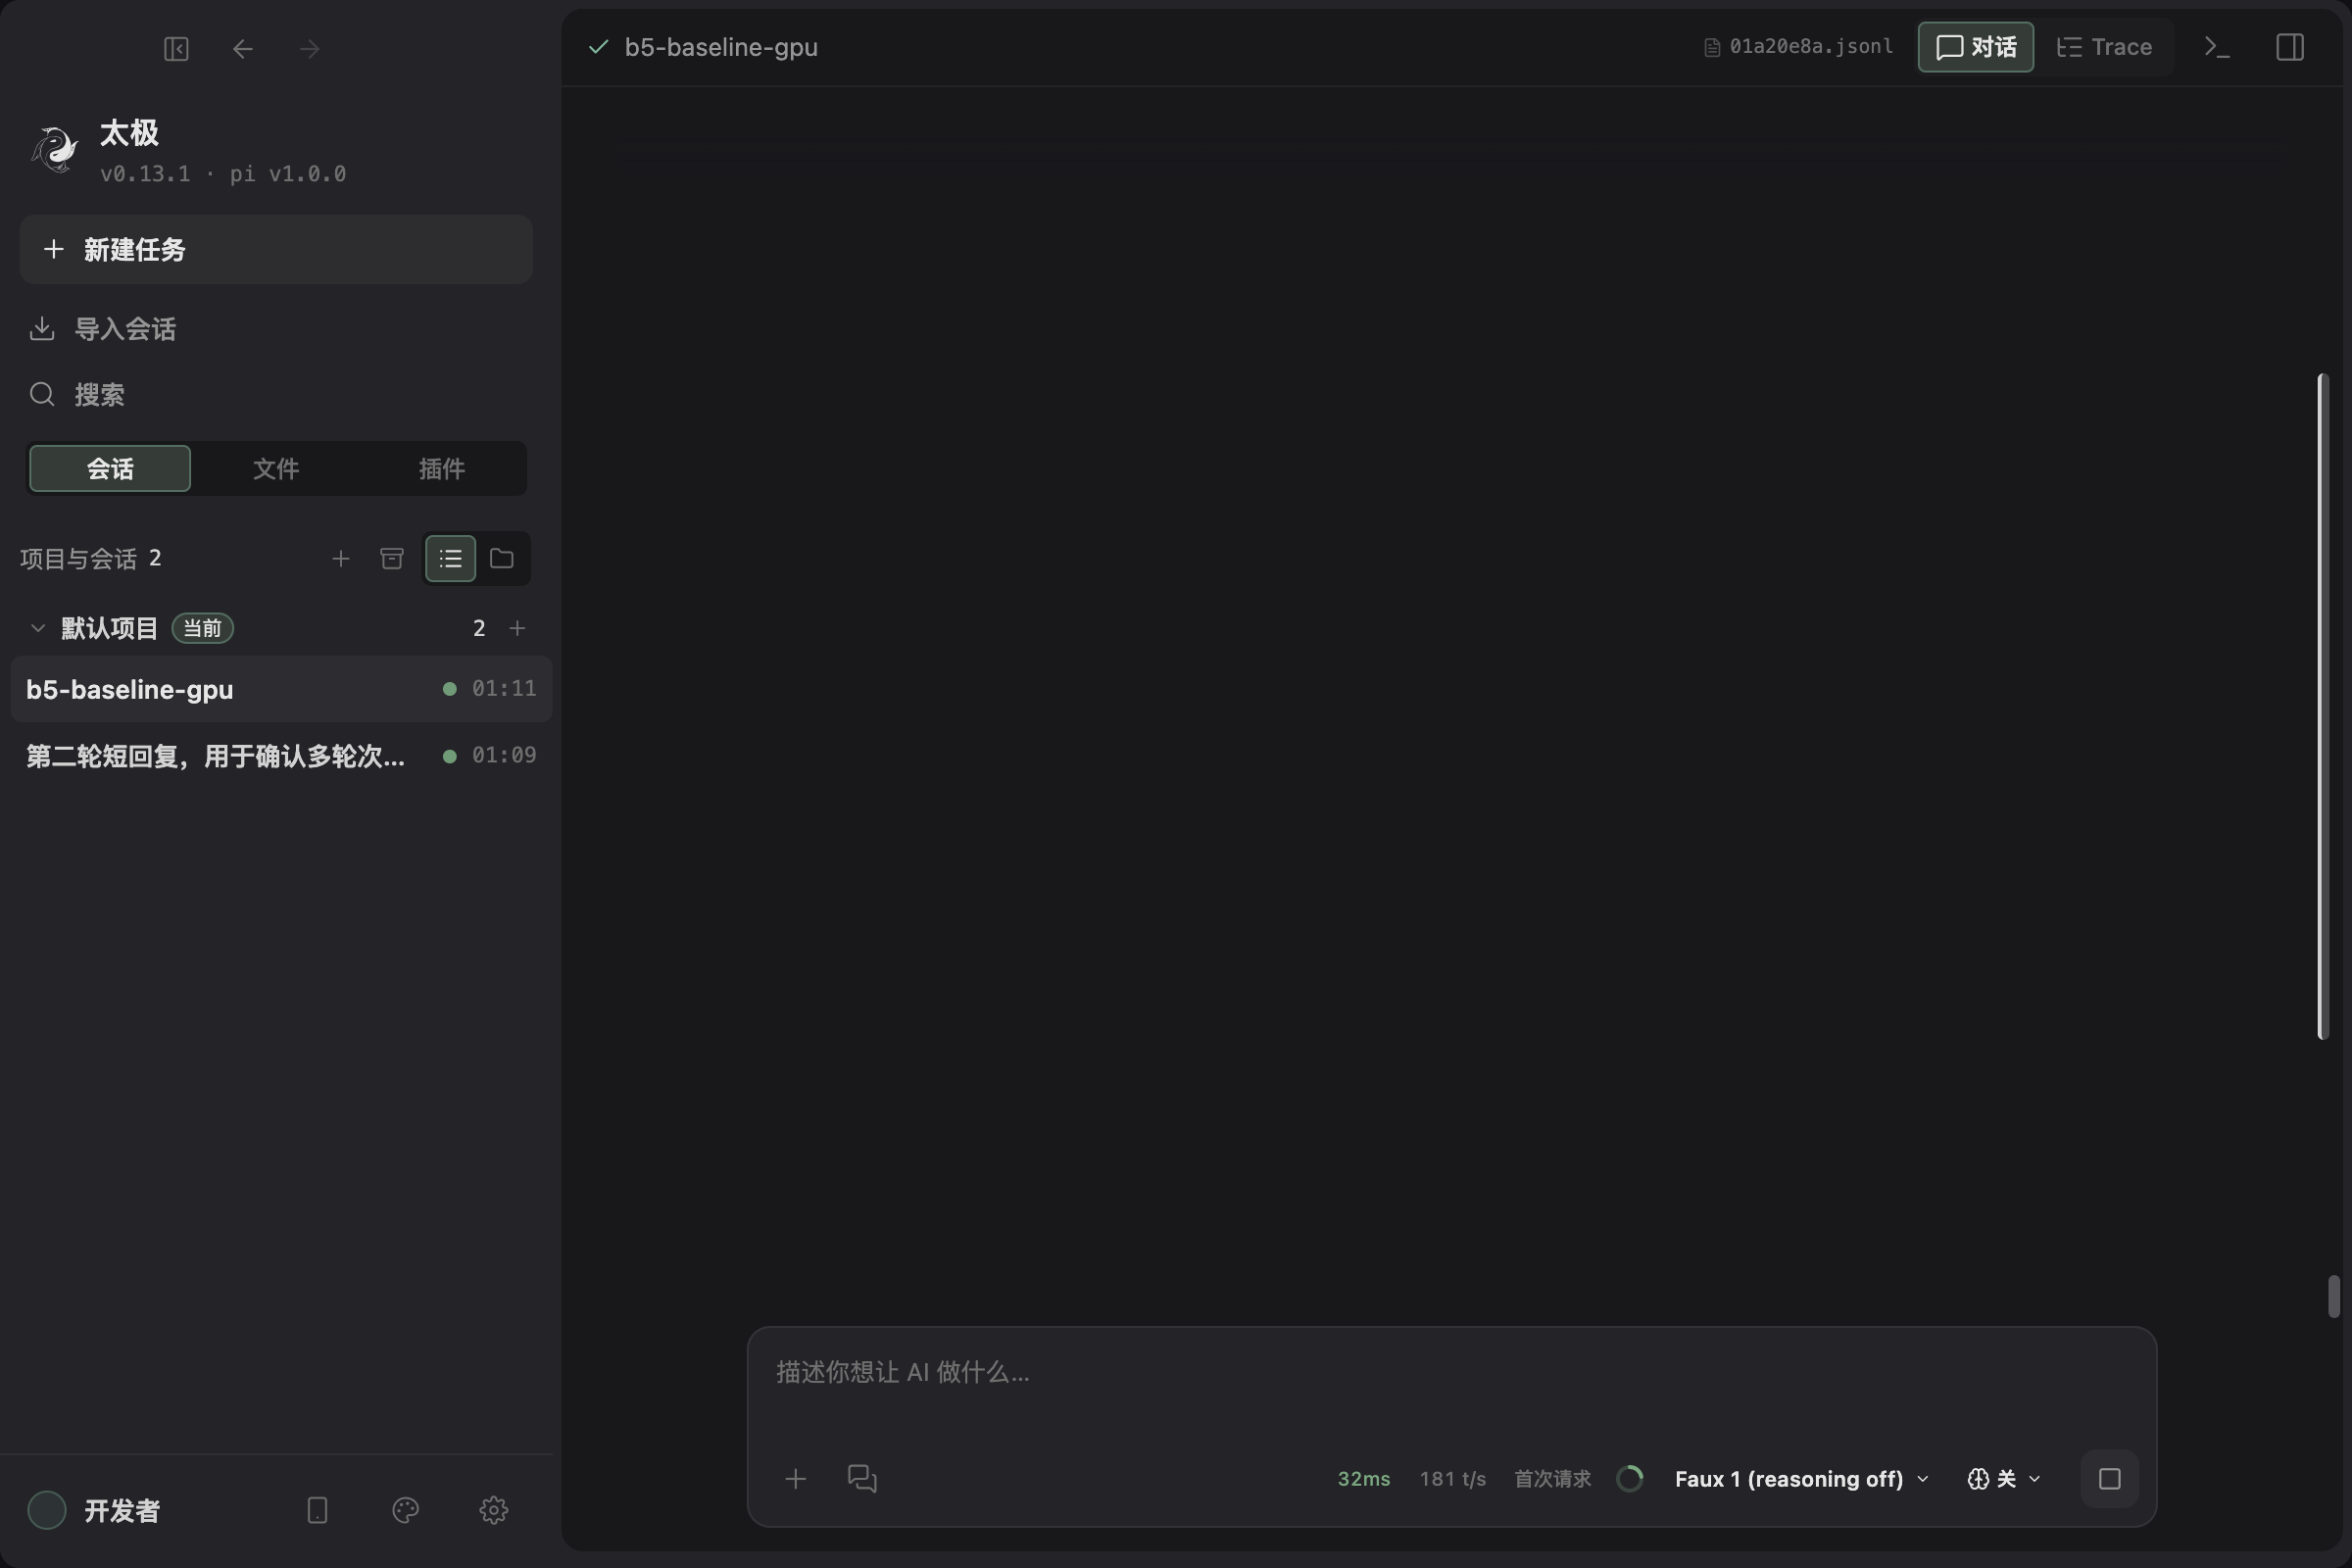 太极
v0.13.1 · pi v1.0.0
新建任务
导入会话
搜索
会话 文件 插件
项目与会话 2
默认项目 当前 2
b5-baseline-gpu 01:11
第二轮短回复，用于确认多轮次... 01:09
开发者
b5-baseline-gpu 01a20e8a.jsonl 对话 Trace
描述你想让 AI 做什么...
32ms 181 t/s 首次请求 Faux 1 (reasoning off) 关